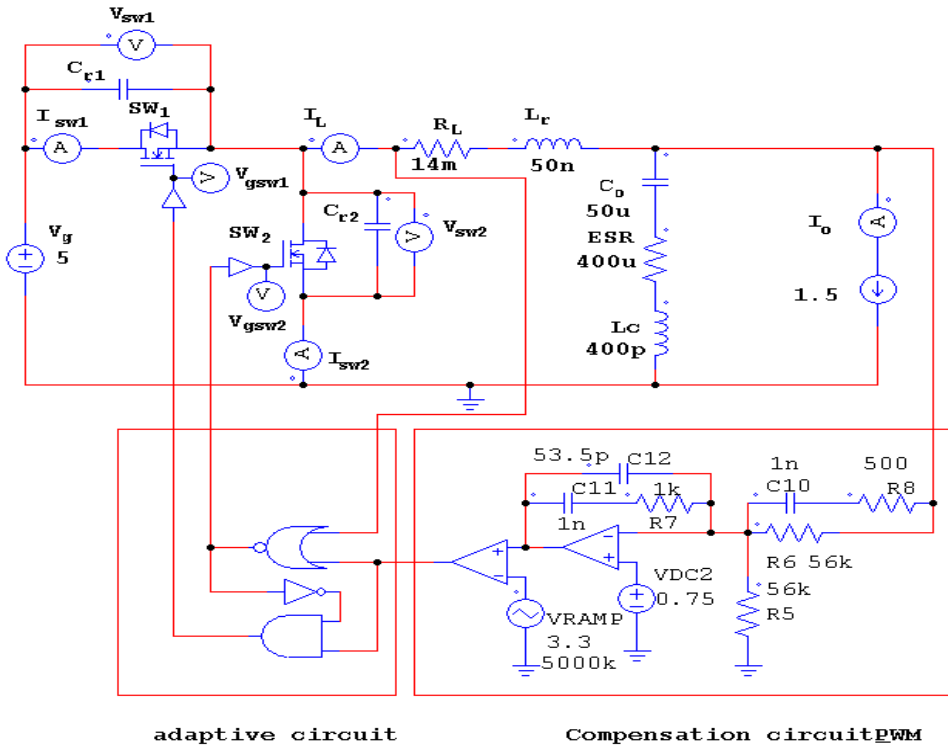 Vsw1
V
Cr1
SW1
Isw1
A
V
Vgsw1
IL
A
RL
14m
Lr
50n
Vg
5
SW2
Cr2
V
Vsw2
V
Vgsw2
A
Isw2
Co
50u
ESR
400u
Lc
400p
A
Io
1.5
53.5p
C12
C11
1n
1k
R7
1n
C10
500
R8
R6 56k
56k
R5
VDC2
0.75
VRAMP
3.3
5000k
adaptive circuit
Compensation circuitPWM